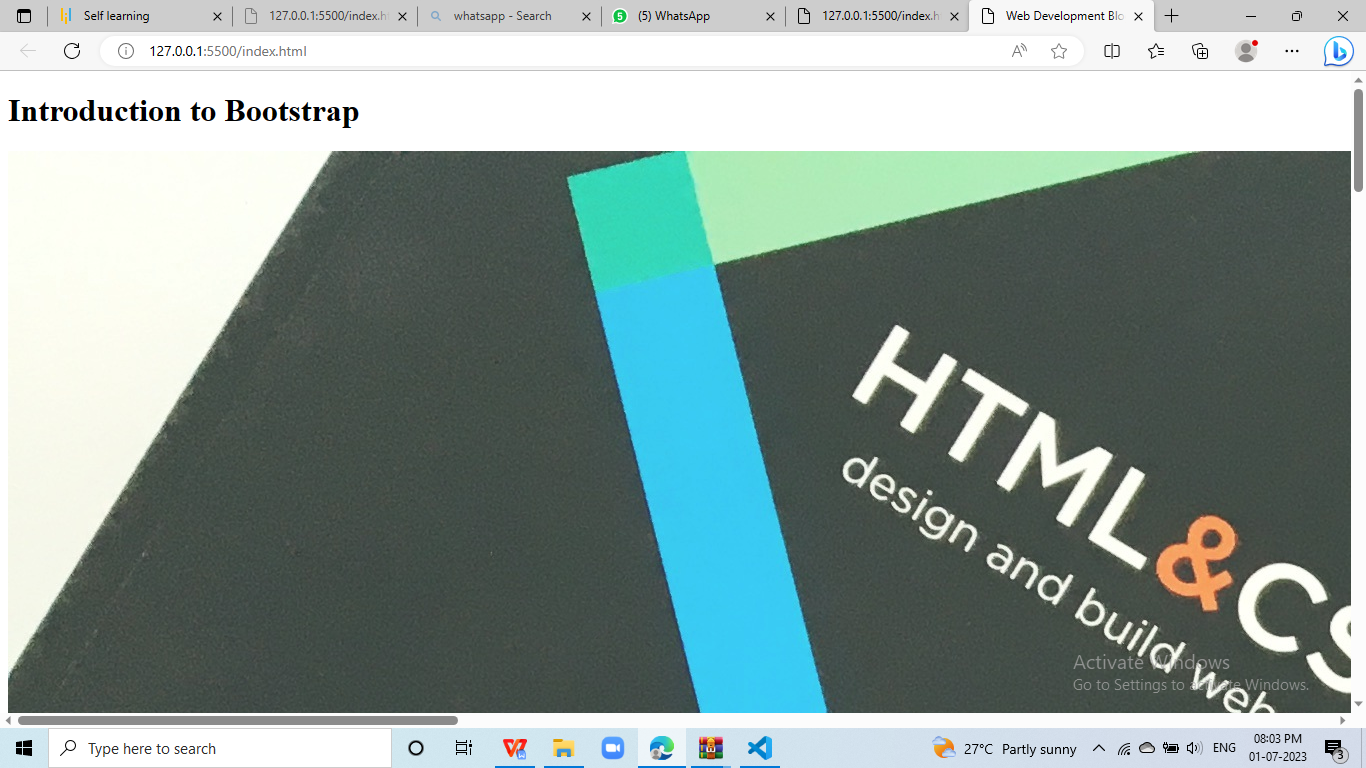 Self learning
127.0.0.1:5500/index.h
whatsapp - Search
(5) WhatsApp
127.0.0.1:5500/index.h
Web Development Blo
127.0.0.1:5500/index.html
Introduction to Bootstrap
HTML&CS
design and build web
Activate Windows
Go to Settings to activate Windows.
Type here to search
27°C Partly sunny
ENG
08:03 PM
01-07-2023
3